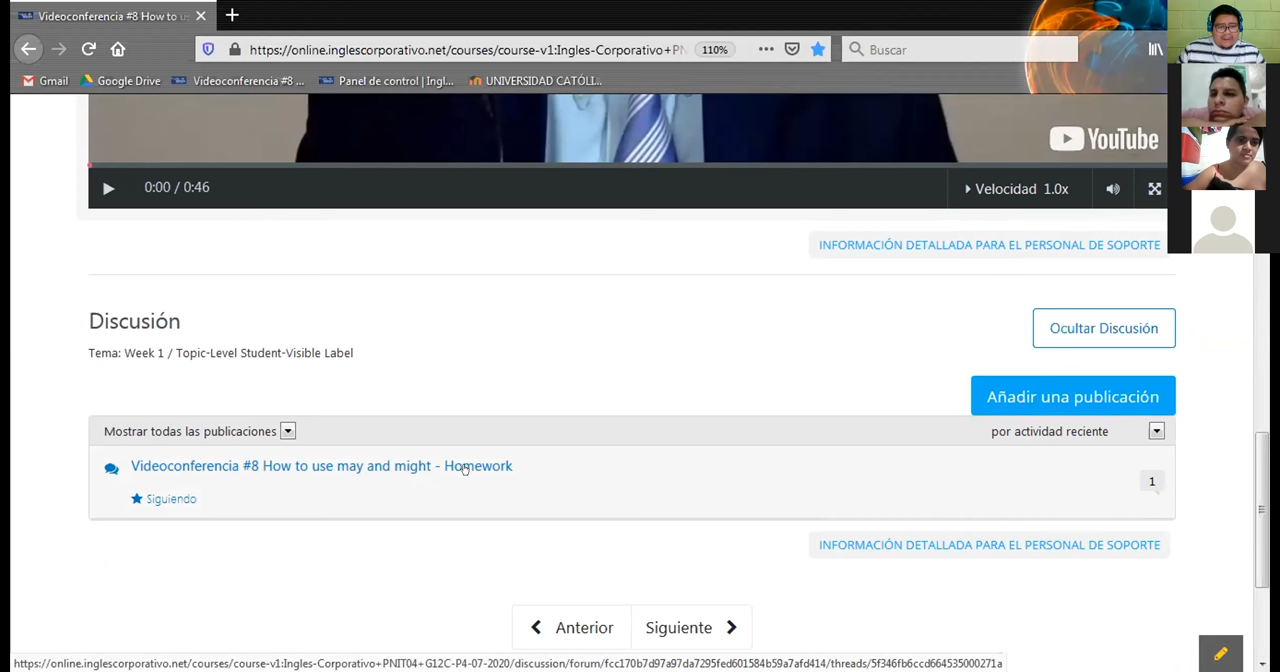 Videoconferencia #8 How to u
https://online.inglescorporativo.net/courses/course-v1:Ingles-Corporativo+PN
110%
Buscar
Gmail
Google Drive
Videoconferencia #8 ...
Panel de control | Ingl...
UNIVERSIDAD CATÓLI...
YouTube
0:00 / 0:46
Velocidad 1.0x
INFORMACIÓN DETALLADA PARA EL PERSONAL DE SOPORTE
Discusión
Ocultar Discusión
Tema: Week 1 / Topic-Level Student-Visible Label
Añadir una publicación
Mostrar todas las publicaciones
por actividad reciente
Videoconferencia #8 How to use may and might - Homework
1
Siguiendo
INFORMACIÓN DETALLADA PARA EL PERSONAL DE SOPORTE
Anterior
Siguiente
https://online.inglescorporativo.net/courses/course-v1:Ingles-Corporativo+PNIT04+G12C-P4-07-2020/discussion/forum/fcc170b7d97a97da7295fed601584b59a7afd414/threads/5f346fb6ccd664535000271a